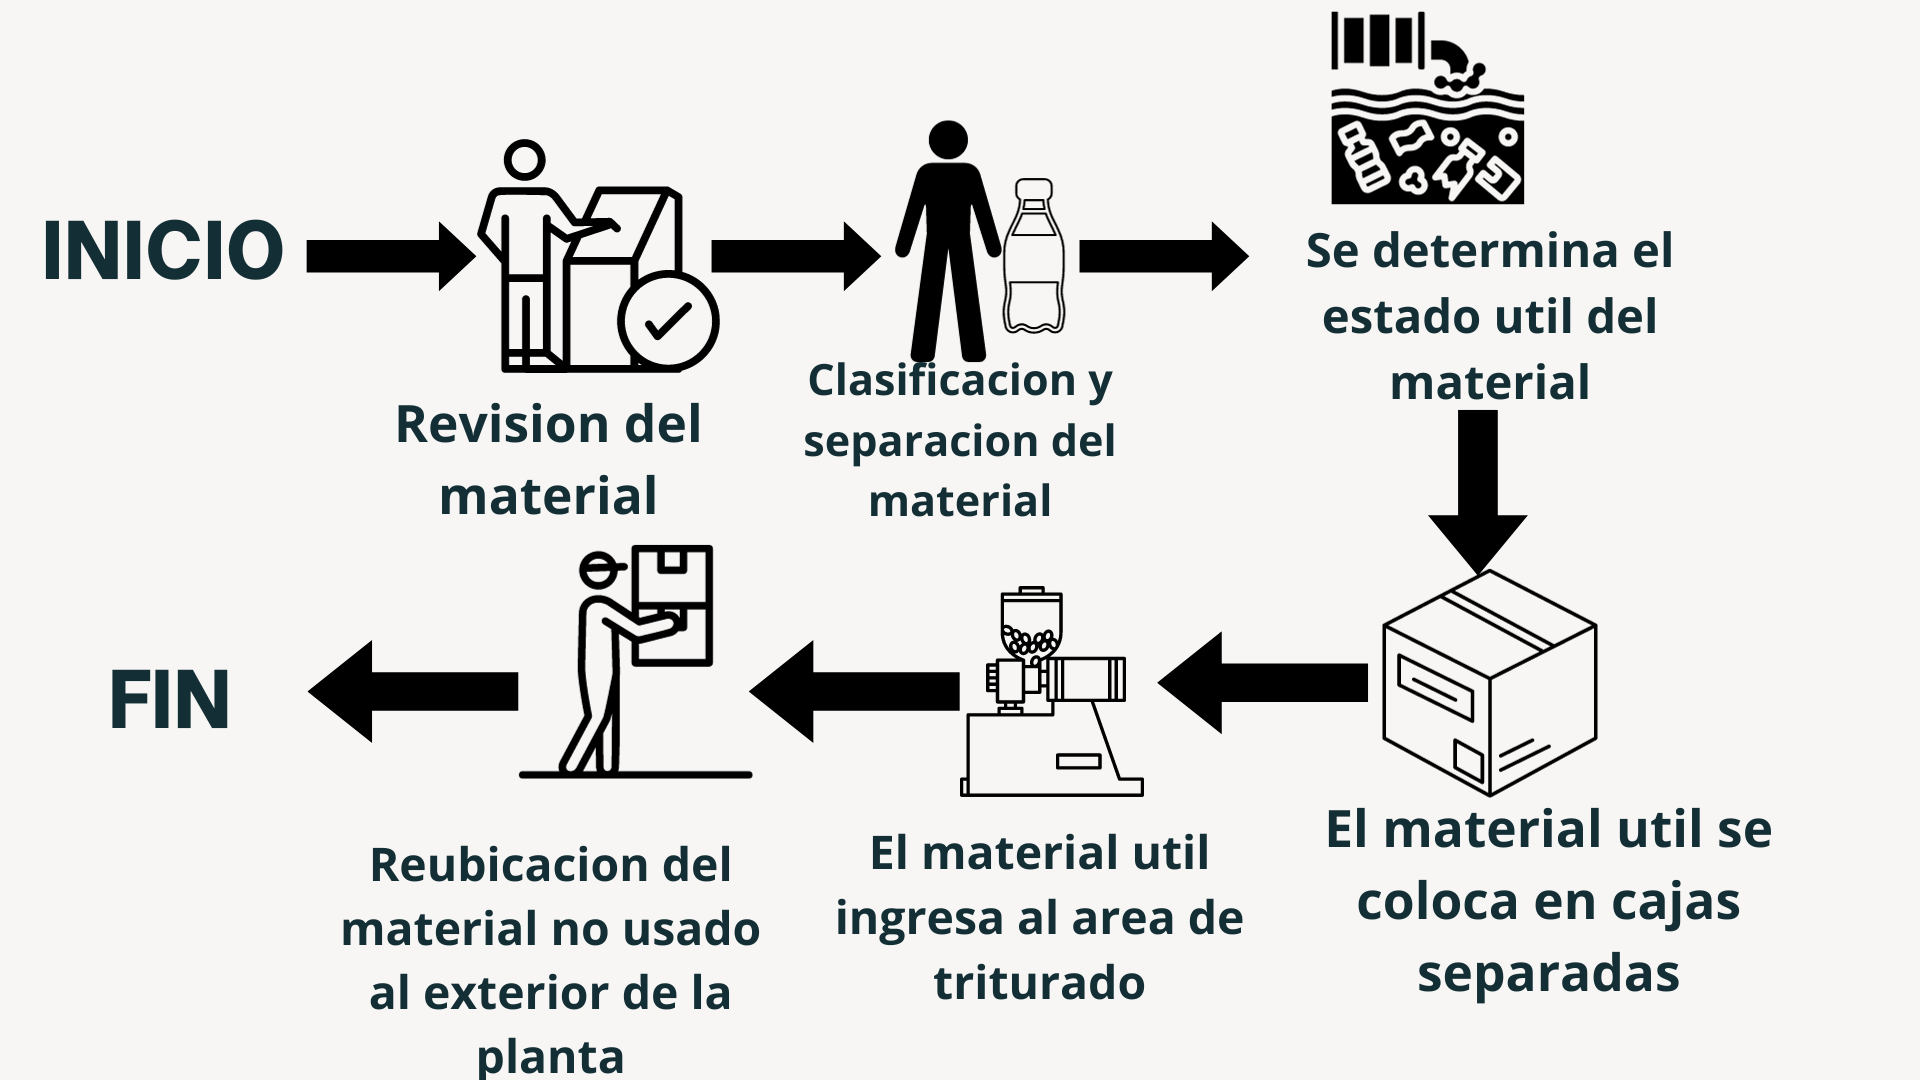 INICIO
Revision del
material
Clasificacion y
separacion del
material
Se determina el
estado util del
material
El material util se
coloca en cajas
separadas
El material util
ingresa al area de
triturado
Reubicacion del
material no usado
al exterior de la
planta
FIN